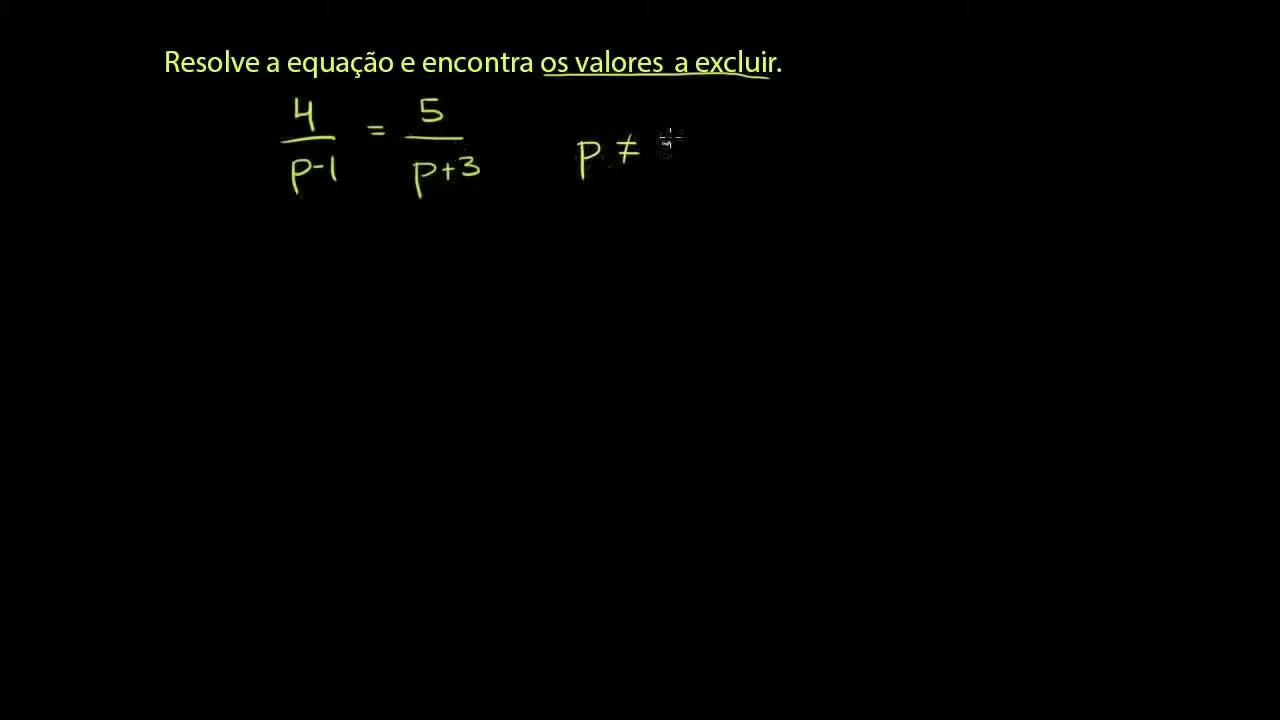 Resolve a equação e encontra os valores a excluir.
4 / p-1 = 5 / p+3 p ≠